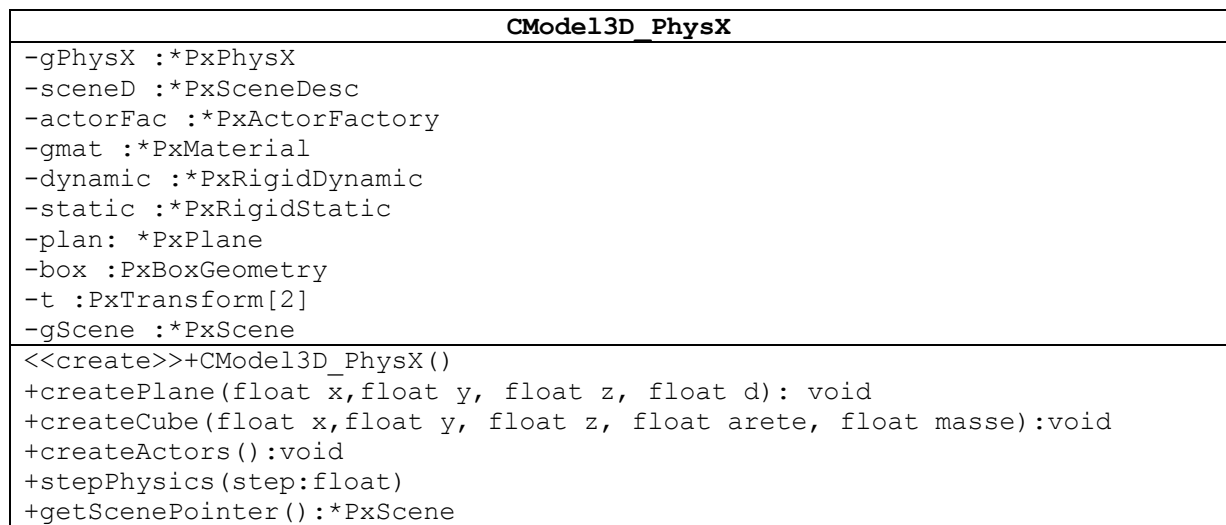 CModel3D_PhysX
-gPhysX :*PxPhysX
-sceneD :*PxSceneDesc
-actorFac :*PxActorFactory
-gmat :*PxMaterial
-dynamic :*PxRigidDynamic
-static :*PxRigidStatic
-plan: *PxPlane
-box :PxBoxGeometry
-t :PxTransform[2]
-gScene :*PxScene
<<create>>+CModel3D_PhysX()
+createPlane(float x,float y, float z, float d): void
+createCube(float x,float y, float z, float arete, float masse):void
+createActors():void
+stepPhysics(step:float)
+getScenePointer():*PxScene